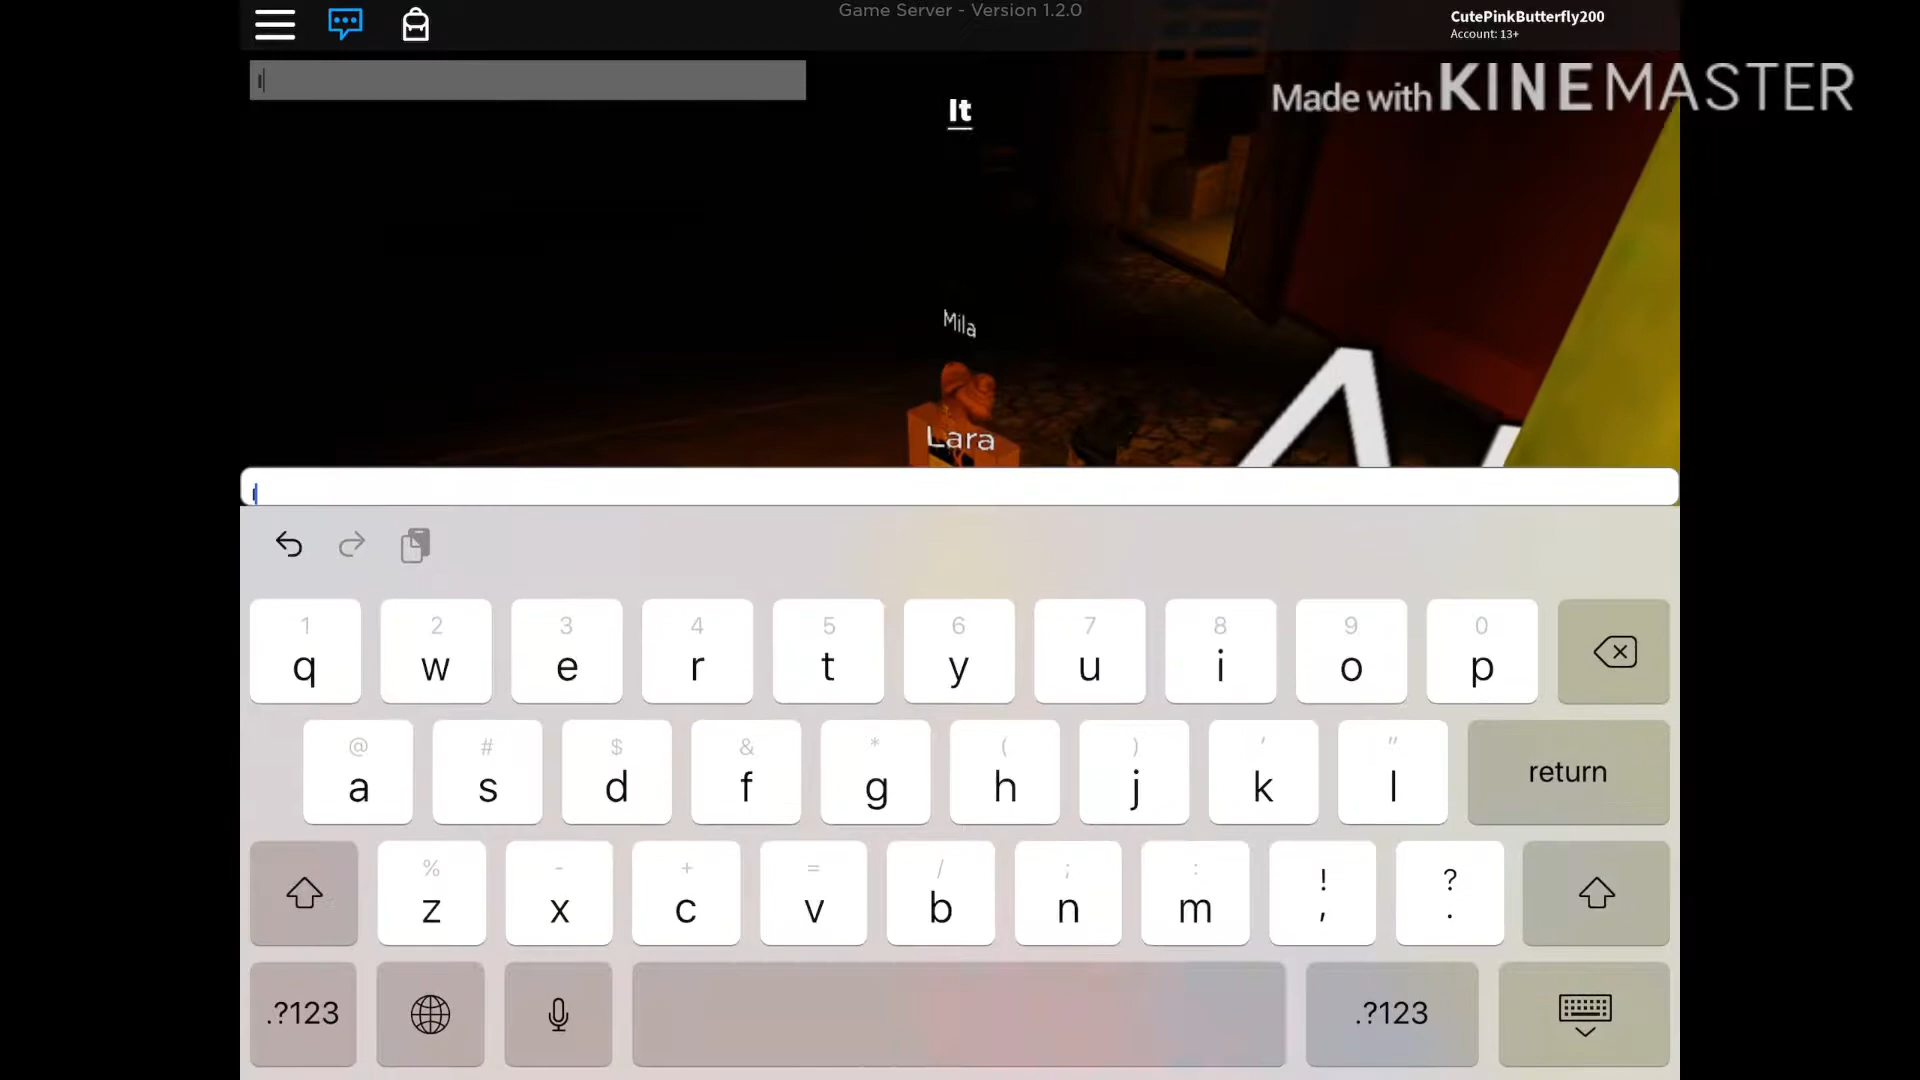 Game Server - Version 1.2.0
CutePinkButterfly200
Account: 13+
Made with KINEMASTER
It
Mila
Lara
1 2 3 4 5 6 7 8 9 0
q w e r t y u i o p
@ # $ & * ( ) ' "
a s d f g h j k l return
% - + = / ; : ! ?
z x c v b n m , .
.?123 .?123